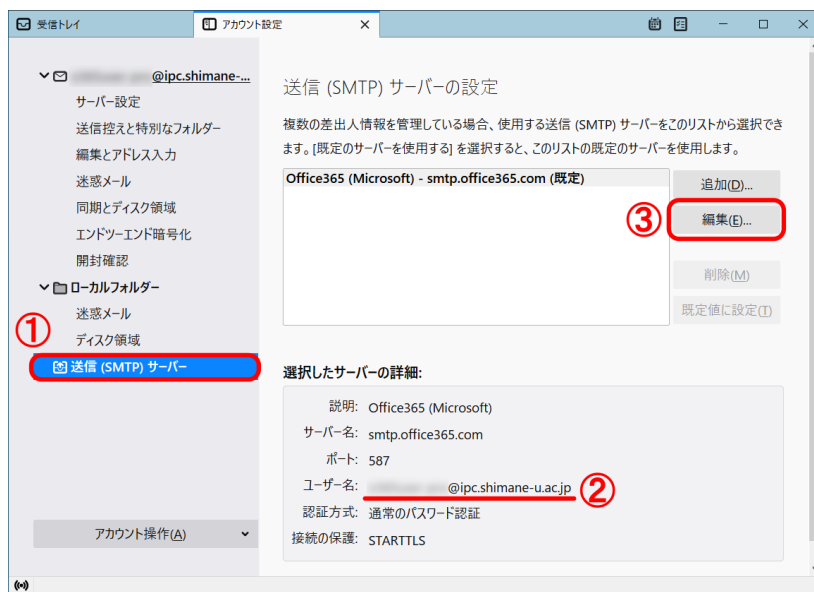 受信トレイ
アカウント設定
@ipc.shimane-...
サーバー設定
送信控えと特別なフォルダー
編集とアドレス入力
迷惑メール
同期とディスク領域
エンドツーエンド暗号化
開封確認
ローカルフォルダー
迷惑メール
ディスク領域
①
送信 (SMTP) サーバー
アカウント操作(A)
送信 (SMTP) サーバーの設定
複数の差出人情報を管理している場合、使用する送信 (SMTP) サーバーをこのリストから選択でき
ます。[既定のサーバーを使用する] を選択すると、このリストの既定のサーバーを使用します。
Office365 (Microsoft) - smtp.office365.com (既定)
追加(D)...
③
編集(E)...
削除(M)
既定値に設定(T)
選択したサーバーの詳細:
説明: Office365 (Microsoft)
サーバー名: smtp.office365.com
ポート: 587
ユーザー名: @ipc.shimane-u.ac.jp ②
認証方式: 通常のパスワード認証
接続の保護: STARTTLS